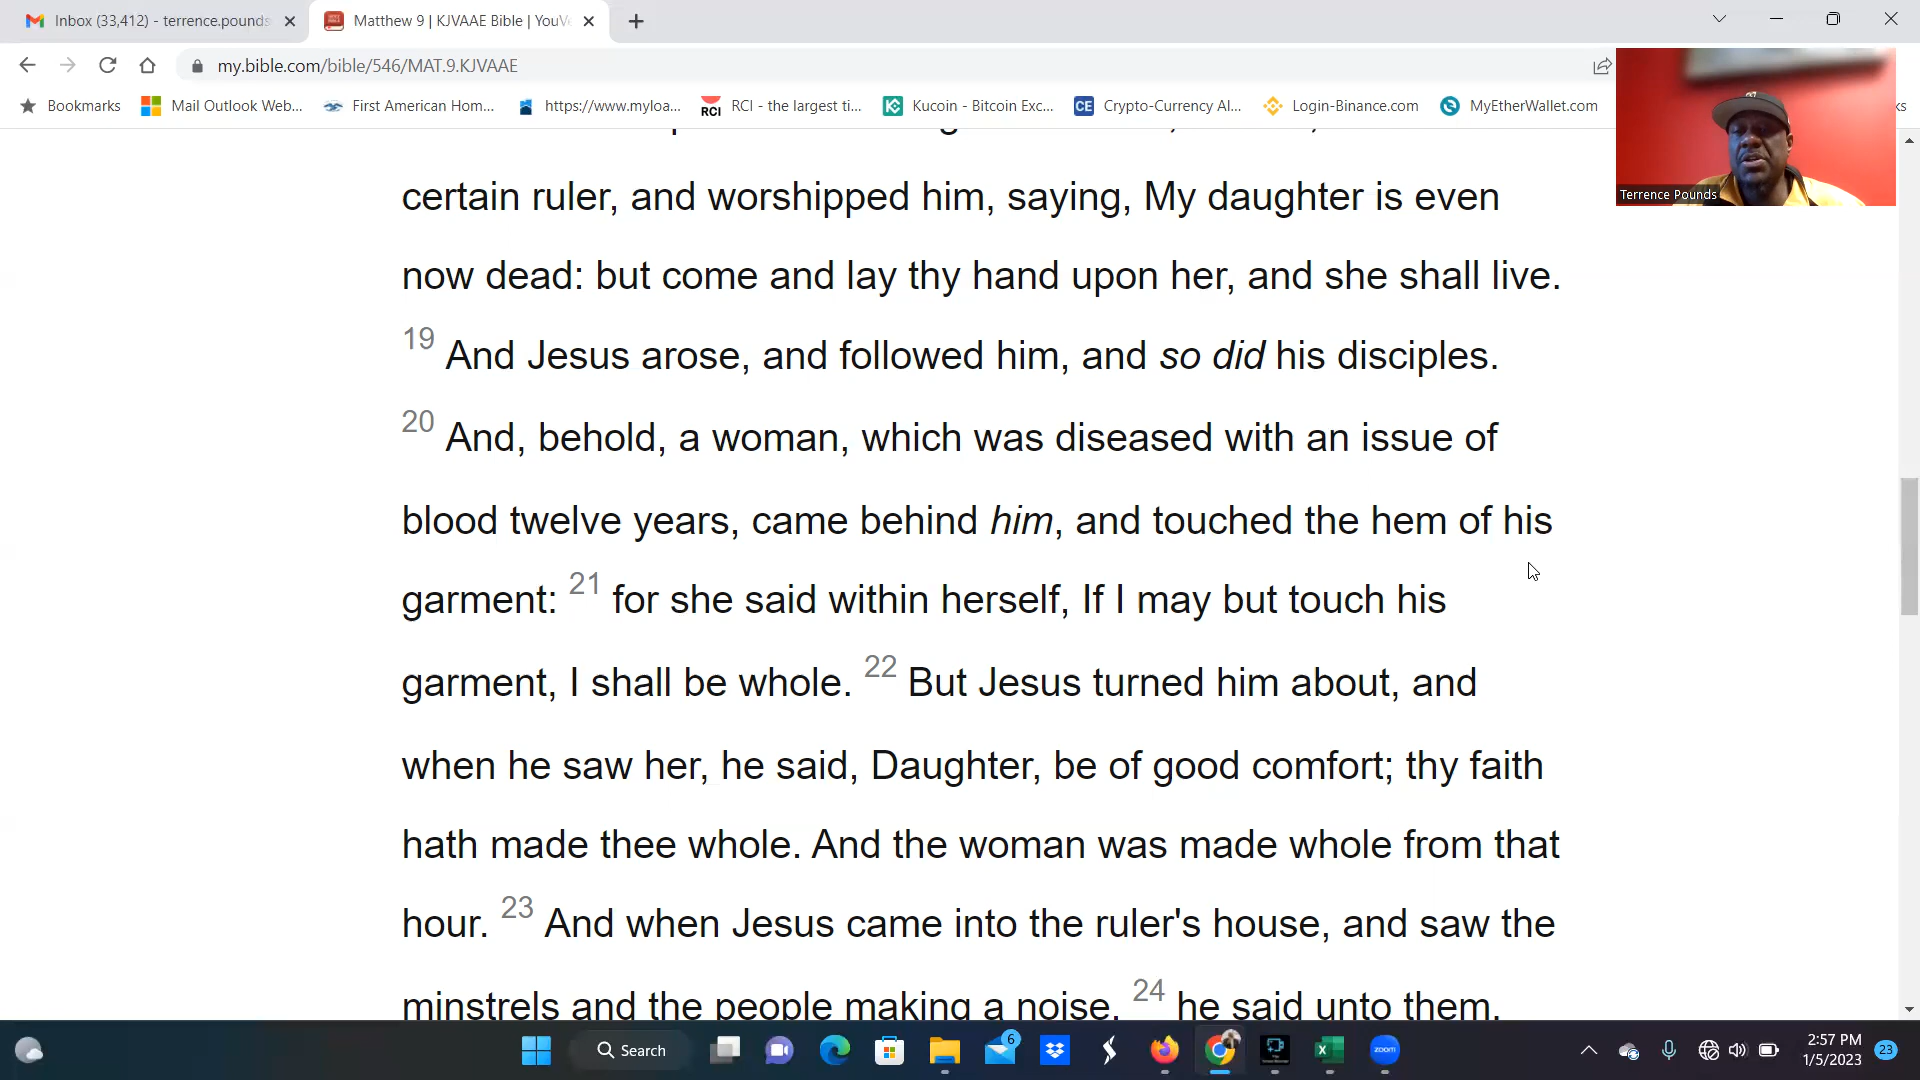 Inbox (33,412) - terrence.pounds
Matthew 9 | KJVAAE Bible | YouV
my.bible.com/bible/546/MAT.9.KJVAAE
Bookmarks
Mail Outlook Web...
First American Hom...
https://www.myloa...
RCI
RCI - the largest ti...
Kucoin - Bitcoin Exc...
CE
Crypto-Currency Al...
Login-Binance.com
MyEtherWallet.com
ks
Terrence Pounds
certain ruler, and worshipped him, saying, My daughter is even
now dead: but come and lay thy hand upon her, and she shall live.
19 And Jesus arose, and followed him, and so did his disciples.
20 And, behold, a woman, which was diseased with an issue of
blood twelve years, came behind him, and touched the hem of his
garment: 21 for she said within herself, If I may but touch his
garment, I shall be whole. 22 But Jesus turned him about, and
when he saw her, he said, Daughter, be of good comfort; thy faith
hath made thee whole. And the woman was made whole from that
hour. 23 And when Jesus came into the ruler's house, and saw the
minstrels and the people making a noise, 24 he said unto them,
Search
6
zoom
2:57 PM
1/5/2023
23